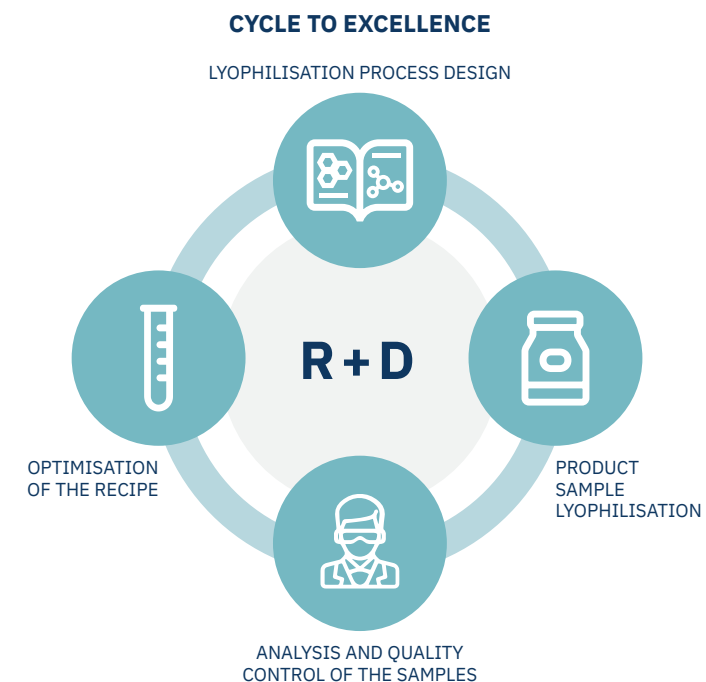 CYCLE TO EXCELLENCE
LYOPHILISATION PROCESS DESIGN
R + D
OPTIMISATION
OF THE RECIPE
PRODUCT
SAMPLE
LYOPHILISATION
ANALYSIS AND QUALITY
CONTROL OF THE SAMPLES